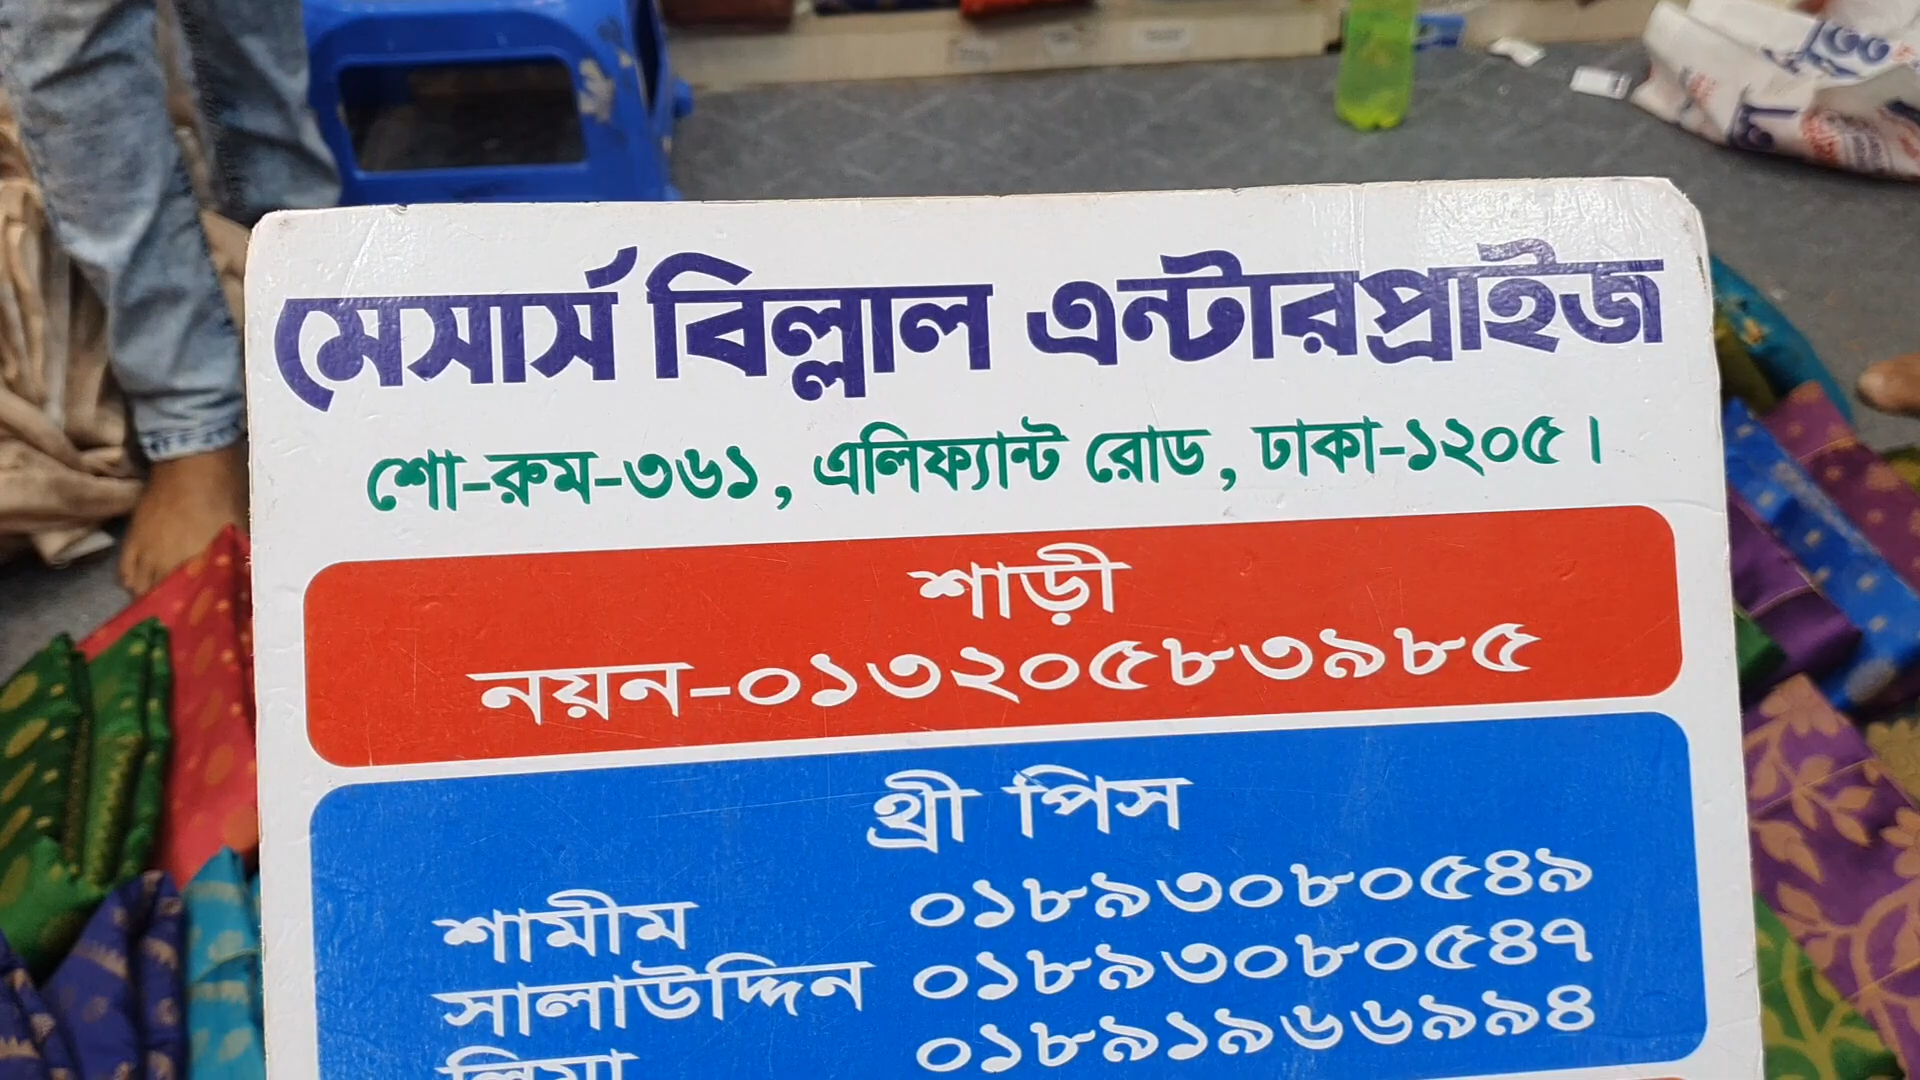 মেসার্স বিল্লাল এন্টারপ্রাইজ
শো-রুম-৩৬১, এলিফ্যান্ট রোড, ঢাকা-১২০৫।
শাড়ী
নয়ন-০১৩২০৫৮৩৯৮৫
থ্রী পিস
শামীম ০১৮৯৩০৮০৫৪৯
সালাউদ্দিন ০১৮৯৩০৮০৫৪৭
লিমা ০১৮৯১৯৬৬৯৯৪